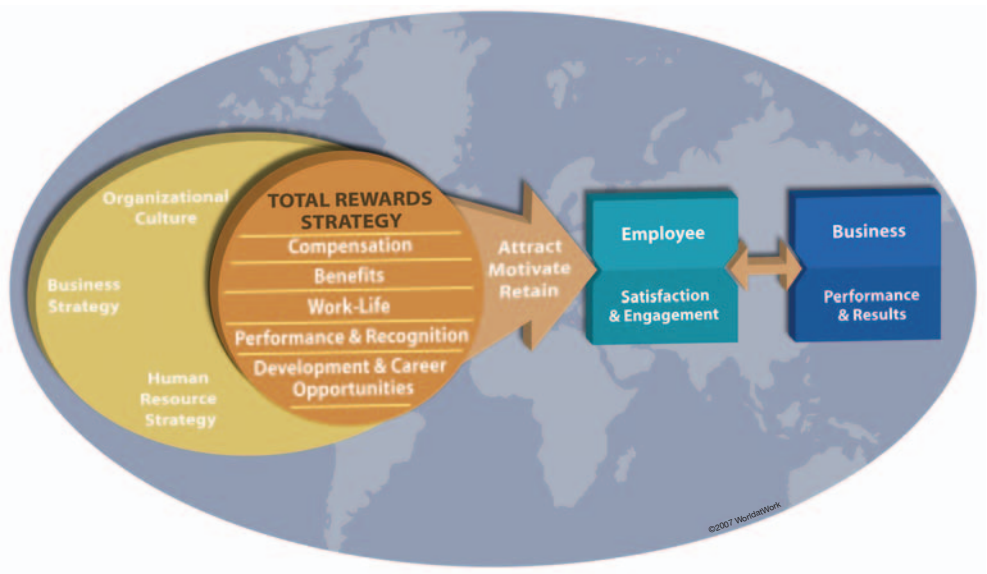 Organizational
Culture
Business
Strategy
Human
Resource
Strategy
TOTAL REWARDS
STRATEGY
Compensation
Benefits
Work-Life
Performance & Recognition
Development & Career
Opportunities
Attract
Motivate
Retain
Employee
Satisfaction
& Engagement
Business
Performance
& Results
©2007 WorldatWork